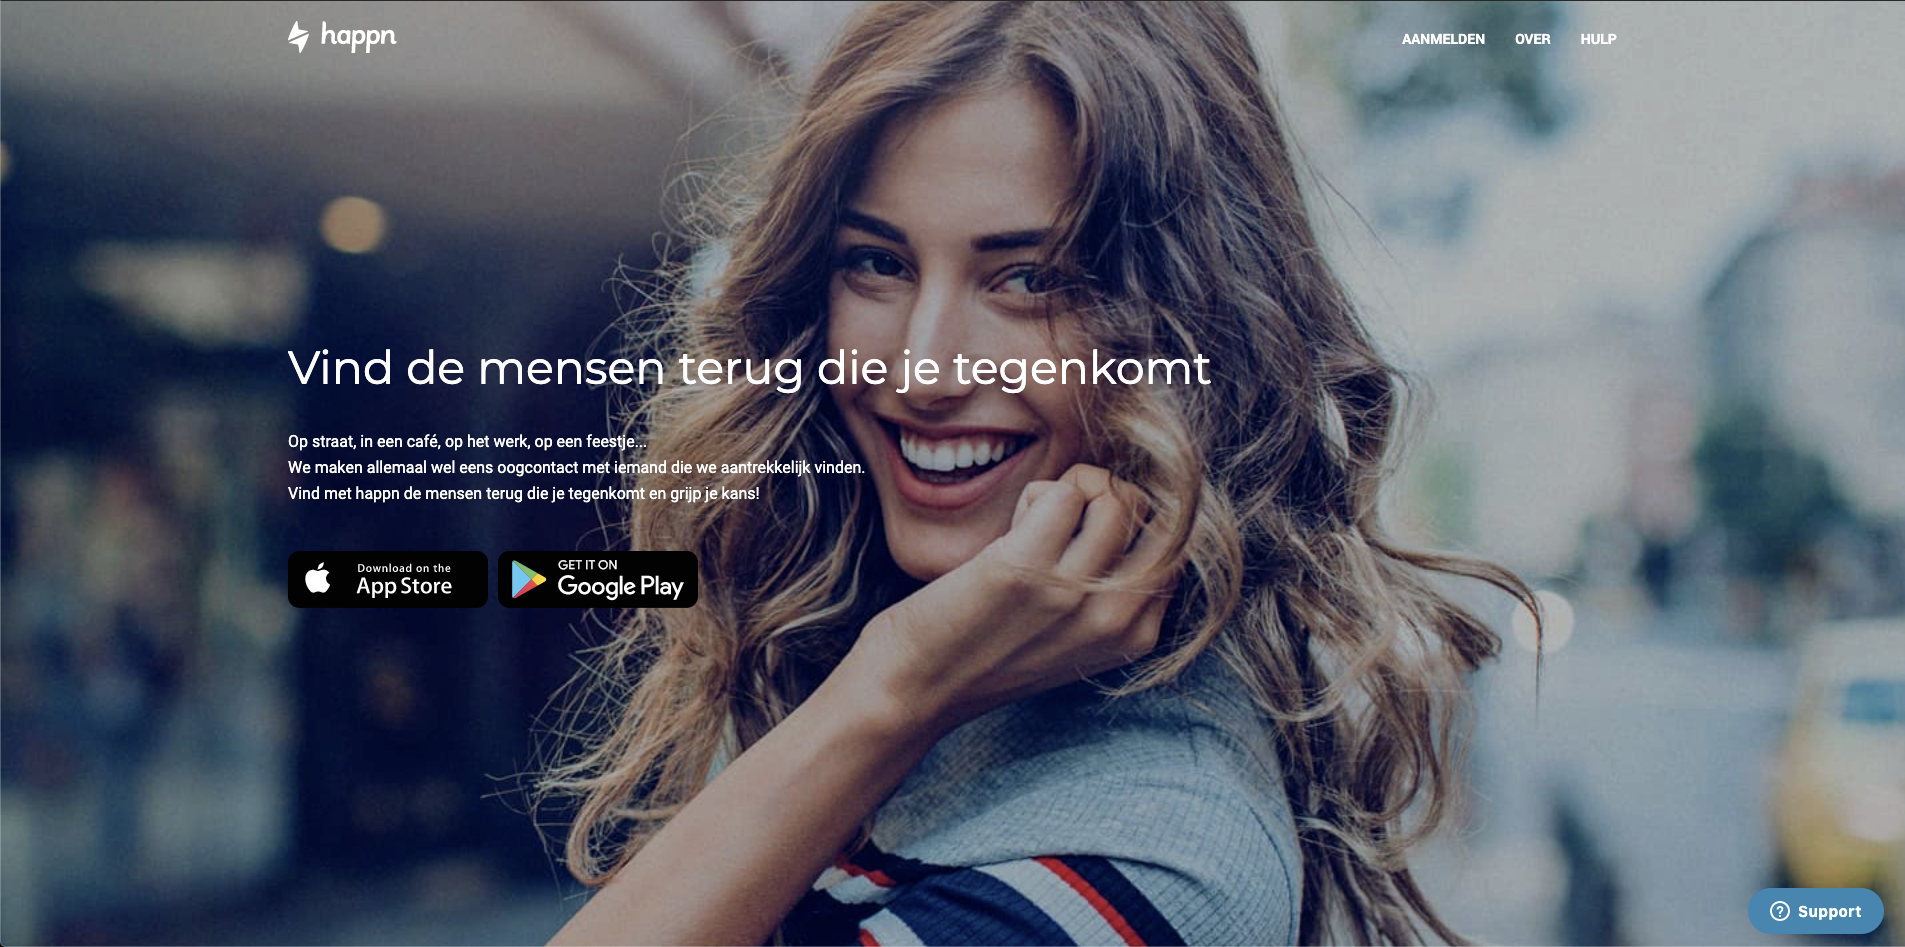 happn
AANMELDEN OVER HULP
Vind de mensen terug die je tegenkomt
Op straat, in een café, op het werk, op een feestje...
We maken allemaal wel eens oogcontact met iemand die we aantrekkelijk vinden.
Vind met happn de mensen terug die je tegenkomt en grijp je kans!
Download on the
App Store
GET IT ON
Google Play
Support